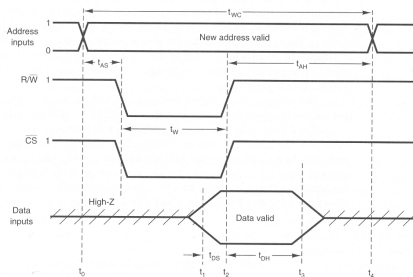 t_WC
Address inputs
1
0
New address valid
t_AS
t_AH
R/W̅
1
t_W
C̅S̅
1
High-Z
Data inputs
Data valid
t_DS
t_DH
t_0
t_1
t_2
t_3
t_4